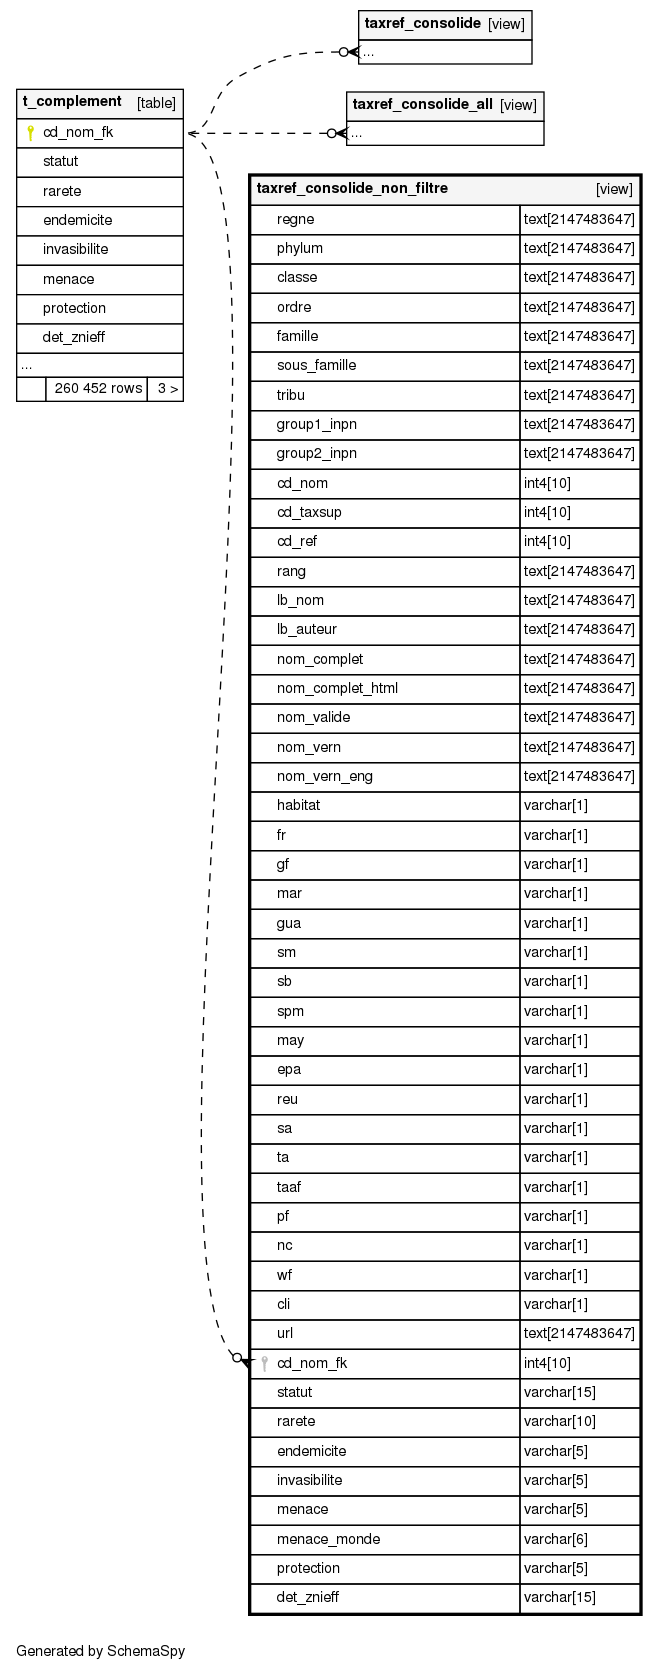 taxref_consolide [view]
...
t_complement [table]
cd_nom_fk
statut
rarete
endemicite
invasibilite
menace
protection
det_znieff
...
260 452 rows 3 >
taxref_consolide_all [view]
...
taxref_consolide_non_filtre [view]
regne text[2147483647]
phylum text[2147483647]
classe text[2147483647]
ordre text[2147483647]
famille text[2147483647]
sous_famille text[2147483647]
tribu text[2147483647]
group1_inpn text[2147483647]
group2_inpn text[2147483647]
cd_nom int4[10]
cd_taxsup int4[10]
cd_ref int4[10]
rang text[2147483647]
lb_nom text[2147483647]
lb_auteur text[2147483647]
nom_complet text[2147483647]
nom_complet_html text[2147483647]
nom_valide text[2147483647]
nom_vern text[2147483647]
nom_vern_eng text[2147483647]
habitat varchar[1]
fr varchar[1]
gf varchar[1]
mar varchar[1]
gua varchar[1]
sm varchar[1]
sb varchar[1]
spm varchar[1]
may varchar[1]
epa varchar[1]
reu varchar[1]
sa varchar[1]
ta varchar[1]
taaf varchar[1]
pf varchar[1]
nc varchar[1]
wf varchar[1]
cli varchar[1]
url text[2147483647]
cd_nom_fk int4[10]
statut varchar[15]
rarete varchar[10]
endemicite varchar[5]
invasibilite varchar[5]
menace varchar[5]
menace_monde varchar[6]
protection varchar[5]
det_znieff varchar[15]
Generated by SchemaSpy